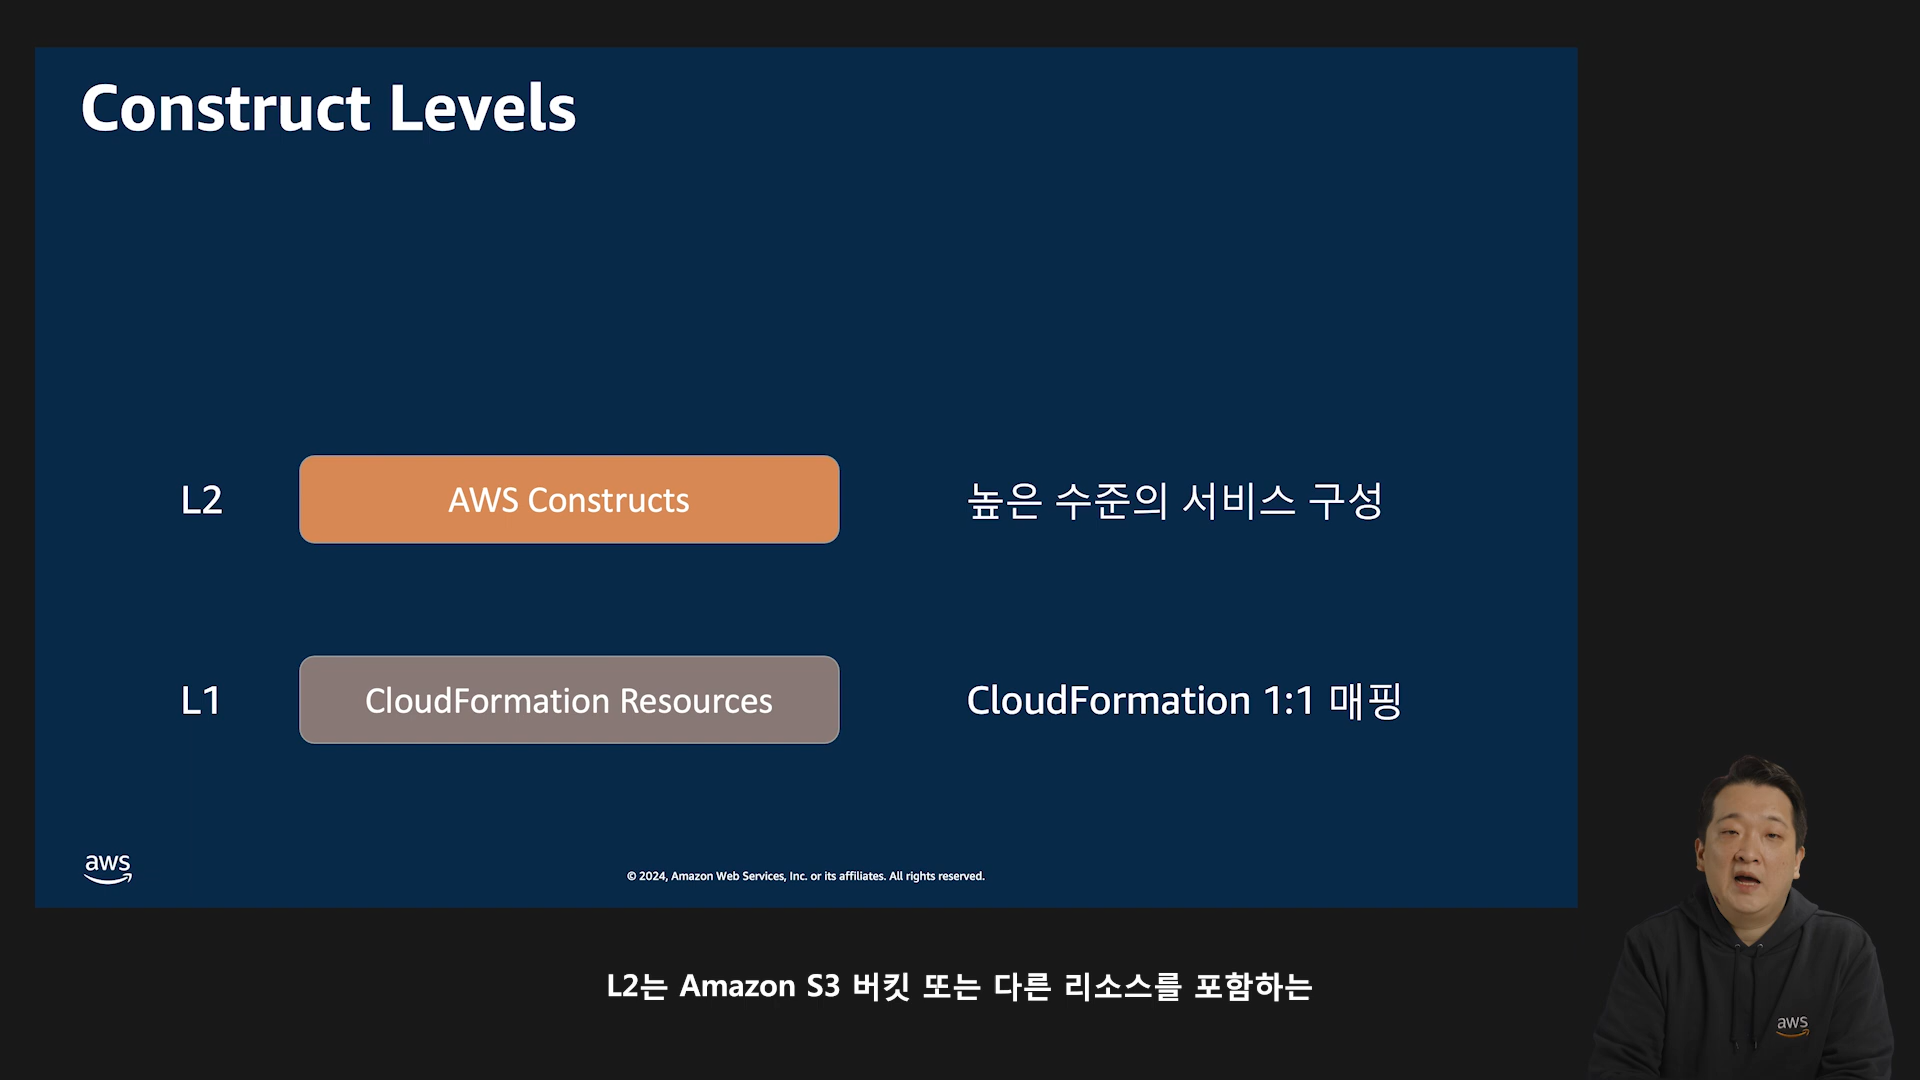 Construct Levels
L2
AWS Constructs
높은 수준의 서비스 구성
L1
CloudFormation Resources
CloudFormation 1:1 매핑
aws
© 2024, Amazon Web Services, Inc. or its affiliates. All rights reserved.
aws
L2는 Amazon S3 버킷 또는 다른 리소스를 포함하는